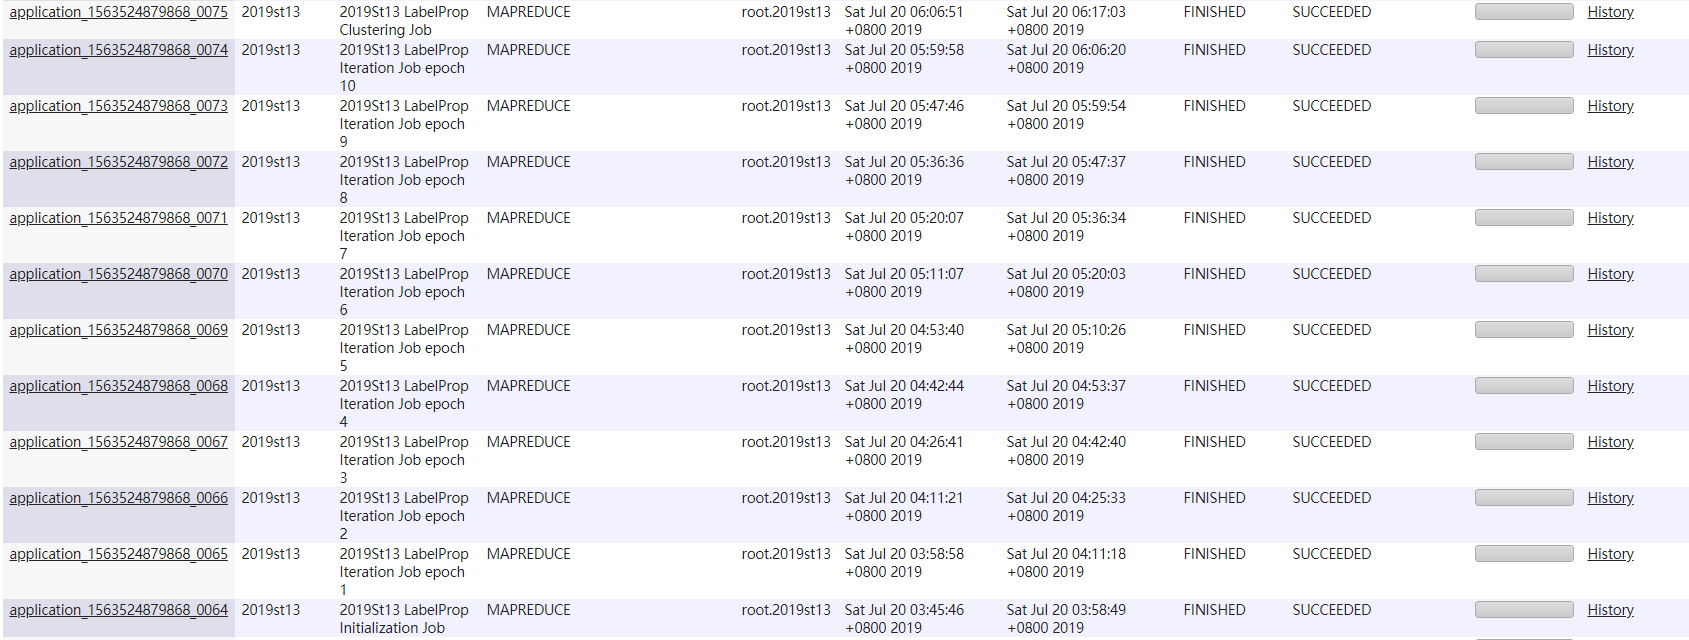 application_1563524879868_0075 2019st13 2019St13 LabelProp MAPREDUCE root.2019st13 Sat Jul 20 06:06:51 Sat Jul 20 06:17:03 FINISHED SUCCEEDED History
Clustering Job +0800 2019 +0800 2019
application_1563524879868_0074 2019st13 2019St13 LabelProp MAPREDUCE root.2019st13 Sat Jul 20 05:59:58 Sat Jul 20 06:06:20 FINISHED SUCCEEDED History
Iteration Job epoch +0800 2019 +0800 2019
10
application_1563524879868_0073 2019st13 2019St13 LabelProp MAPREDUCE root.2019st13 Sat Jul 20 05:47:46 Sat Jul 20 05:59:54 FINISHED SUCCEEDED History
Iteration Job epoch +0800 2019 +0800 2019
9
application_1563524879868_0072 2019st13 2019St13 LabelProp MAPREDUCE root.2019st13 Sat Jul 20 05:36:36 Sat Jul 20 05:47:37 FINISHED SUCCEEDED History
Iteration Job epoch +0800 2019 +0800 2019
8
application_1563524879868_0071 2019st13 2019St13 LabelProp MAPREDUCE root.2019st13 Sat Jul 20 05:20:07 Sat Jul 20 05:36:34 FINISHED SUCCEEDED History
Iteration Job epoch +0800 2019 +0800 2019
7
application_1563524879868_0070 2019st13 2019St13 LabelProp MAPREDUCE root.2019st13 Sat Jul 20 05:11:07 Sat Jul 20 05:20:03 FINISHED SUCCEEDED History
Iteration Job epoch +0800 2019 +0800 2019
6
application_1563524879868_0069 2019st13 2019St13 LabelProp MAPREDUCE root.2019st13 Sat Jul 20 04:53:40 Sat Jul 20 05:10:26 FINISHED SUCCEEDED History
Iteration Job epoch +0800 2019 +0800 2019
5
application_1563524879868_0068 2019st13 2019St13 LabelProp MAPREDUCE root.2019st13 Sat Jul 20 04:42:44 Sat Jul 20 04:53:37 FINISHED SUCCEEDED History
Iteration Job epoch +0800 2019 +0800 2019
4
application_1563524879868_0067 2019st13 2019St13 LabelProp MAPREDUCE root.2019st13 Sat Jul 20 04:26:41 Sat Jul 20 04:42:40 FINISHED SUCCEEDED History
Iteration Job epoch +0800 2019 +0800 2019
3
application_1563524879868_0066 2019st13 2019St13 LabelProp MAPREDUCE root.2019st13 Sat Jul 20 04:11:21 Sat Jul 20 04:25:33 FINISHED SUCCEEDED History
Iteration Job epoch +0800 2019 +0800 2019
2
application_1563524879868_0065 2019st13 2019St13 LabelProp MAPREDUCE root.2019st13 Sat Jul 20 03:58:58 Sat Jul 20 04:11:18 FINISHED SUCCEEDED History
Iteration Job epoch +0800 2019 +0800 2019
1
application_1563524879868_0064 2019st13 2019St13 LabelProp MAPREDUCE root.2019st13 Sat Jul 20 03:45:46 Sat Jul 20 03:58:49 FINISHED SUCCEEDED History
Initialization Job +0800 2019 +0800 2019